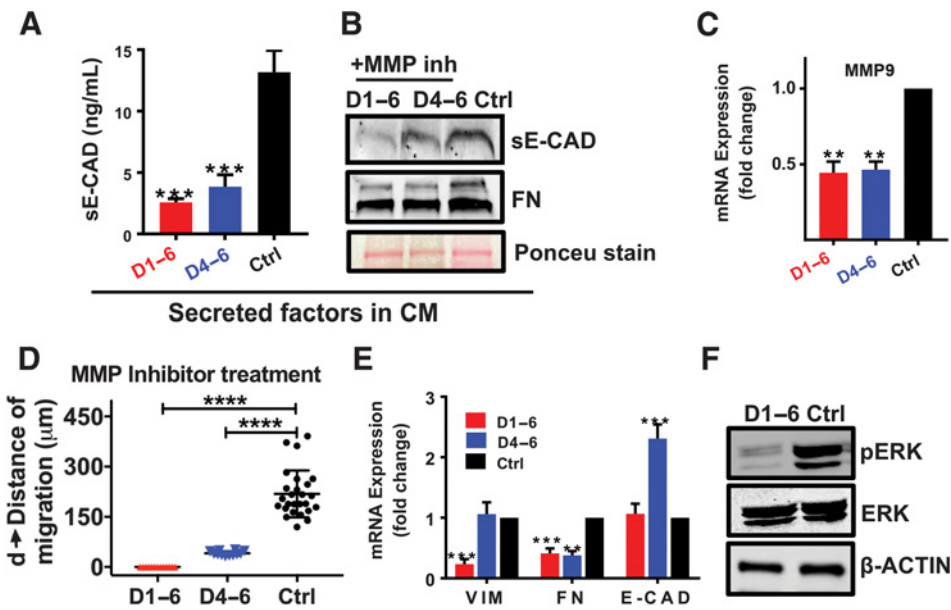 A
sE-CAD (ng/mL)
15
10
5
0
***
***
D1–6
D4–6
Ctrl
B
+MMP inh
D1–6 D4–6 Ctrl
sE-CAD
FN
Ponceu stain
Secreted factors in CM
C
MMP9
mRNA Expression
(fold change)
1.0
0.5
**
**
D1–6
D4–6
Ctrl
D
MMP Inhibitor treatment
d➔Distance of
migration (μm)
450
300
150
0
****
****
D1–6 D4–6 Ctrl
E
mRNA Expression
(fold change)
3
2
1
0
D1–6
D4–6
Ctrl
***
***
**
***
VIM FN E-CAD
F
D1–6 Ctrl
pERK
ERK
β-ACTIN